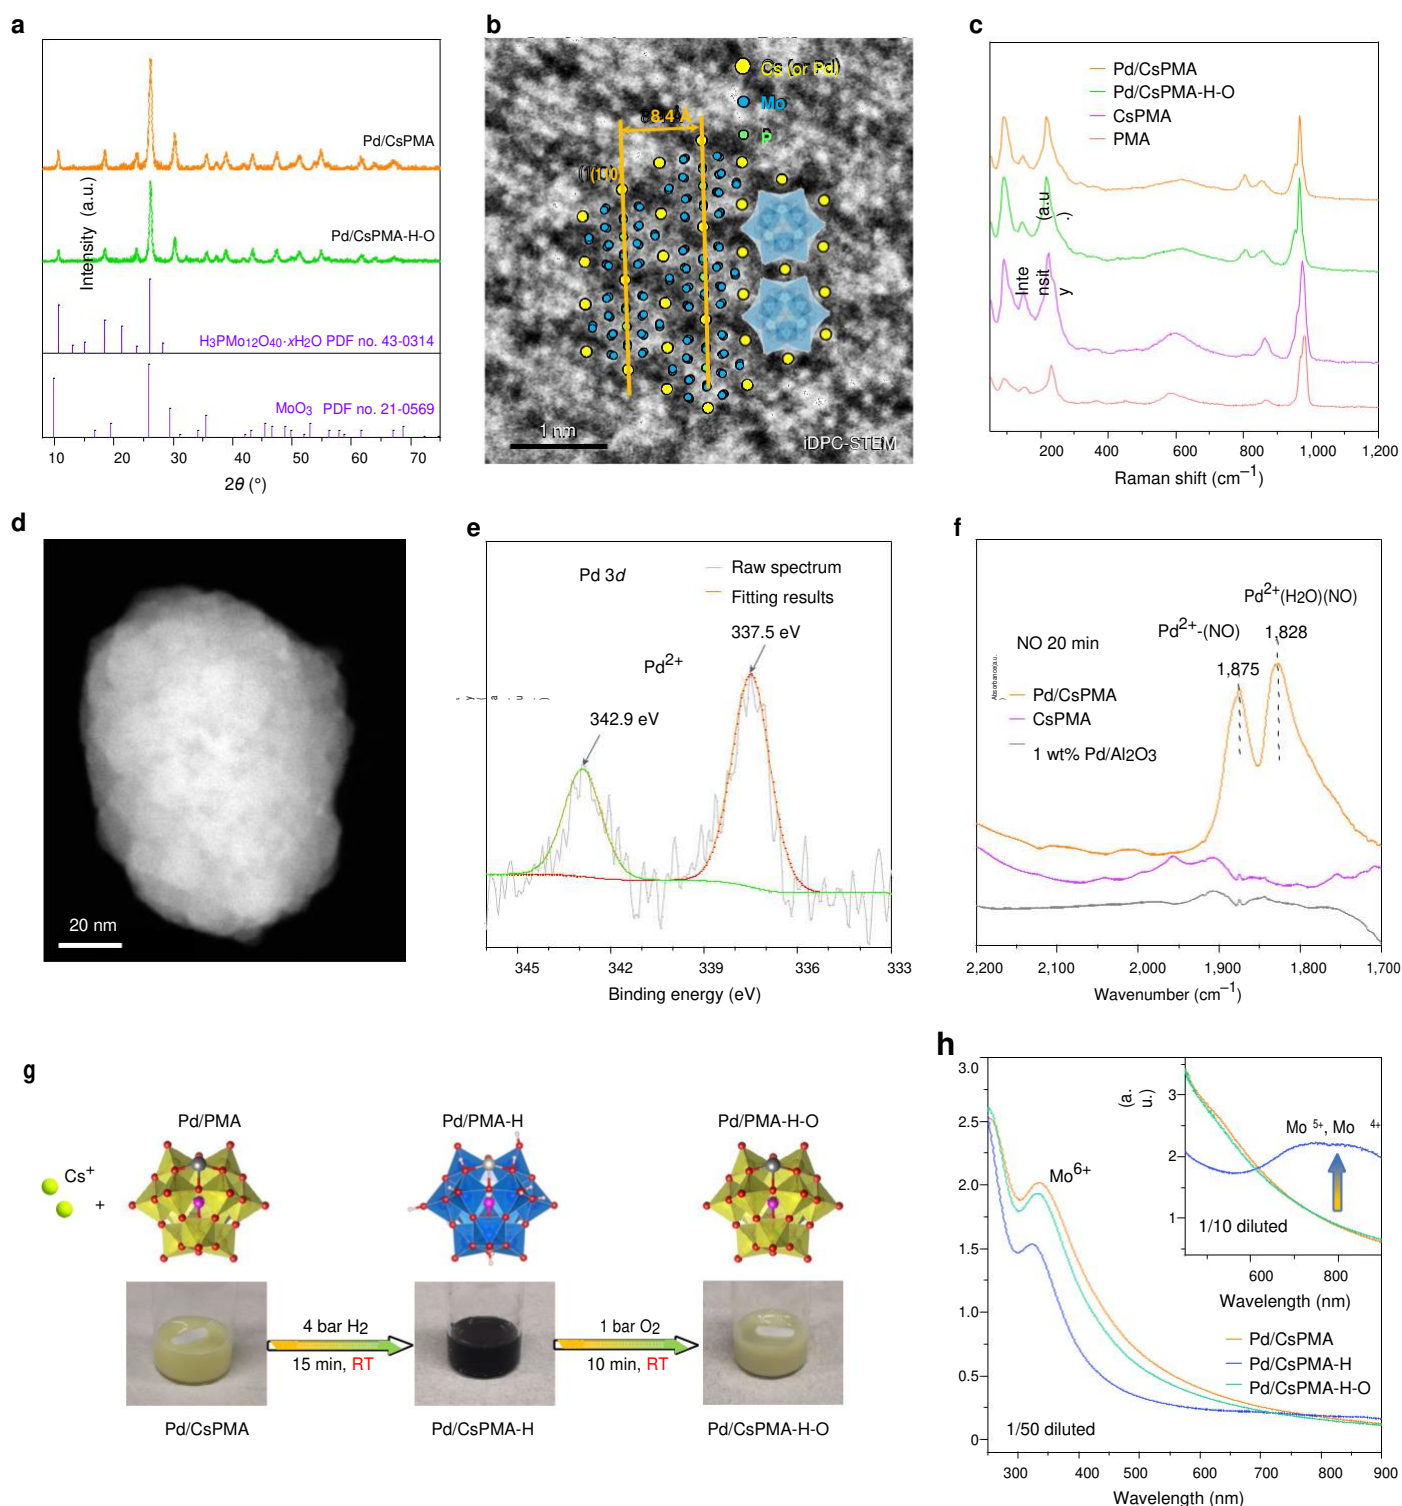 a
Intensity (a.u.)
Pd/CsPMA
Pd/CsPMA-H-O
H3PMo12O40·xH2O PDF no. 43-0314
MoO3 PDF no. 21-0569
10 20 30 40 50 60 70
2θ (°)
b
Cs (or Pd)
Mo
P
8.4 Å
(110)
1 nm
iDPC-STEM
c
Pd/CsPMA
Pd/CsPMA-H-O
CsPMA
PMA
Inte
nsit
y
(a.u
.)
200 400 600 800 1,000 1,200
Raman shift (cm−1)
d
20 nm
e
Pd 3d
Raw spectrum
Fitting results
337.5 eV
Pd2+
342.9 eV
y ( a . u . )
345 342 339 336 333
Binding energy (eV)
f
Pd2+(H2O)(NO)
Pd2+-(NO)
1,828
NO 20 min
1,875
Absorbance(a.u.
)
Pd/CsPMA
CsPMA
1 wt% Pd/Al2O3
2,200 2,100 2,000 1,900 1,800 1,700
Wavenumber (cm−1)
g
Pd/PMA
Pd/PMA-H
Pd/PMA-H-O
Cs+
+
4 bar H2
15 min, RT
1 bar O2
10 min, RT
Pd/CsPMA
Pd/CsPMA-H
Pd/CsPMA-H-O
h
3.0
2.5
2.0
1.5
1.0
0.5
0
Mo6+
(a.
u.)
3
2
1
Mo 5+, Mo 4+
1/10 diluted
600 800
Wavelength (nm)
Pd/CsPMA
Pd/CsPMA-H
Pd/CsPMA-H-O
1/50 diluted
300 400 500 600 700 800 900
Wavelength (nm)